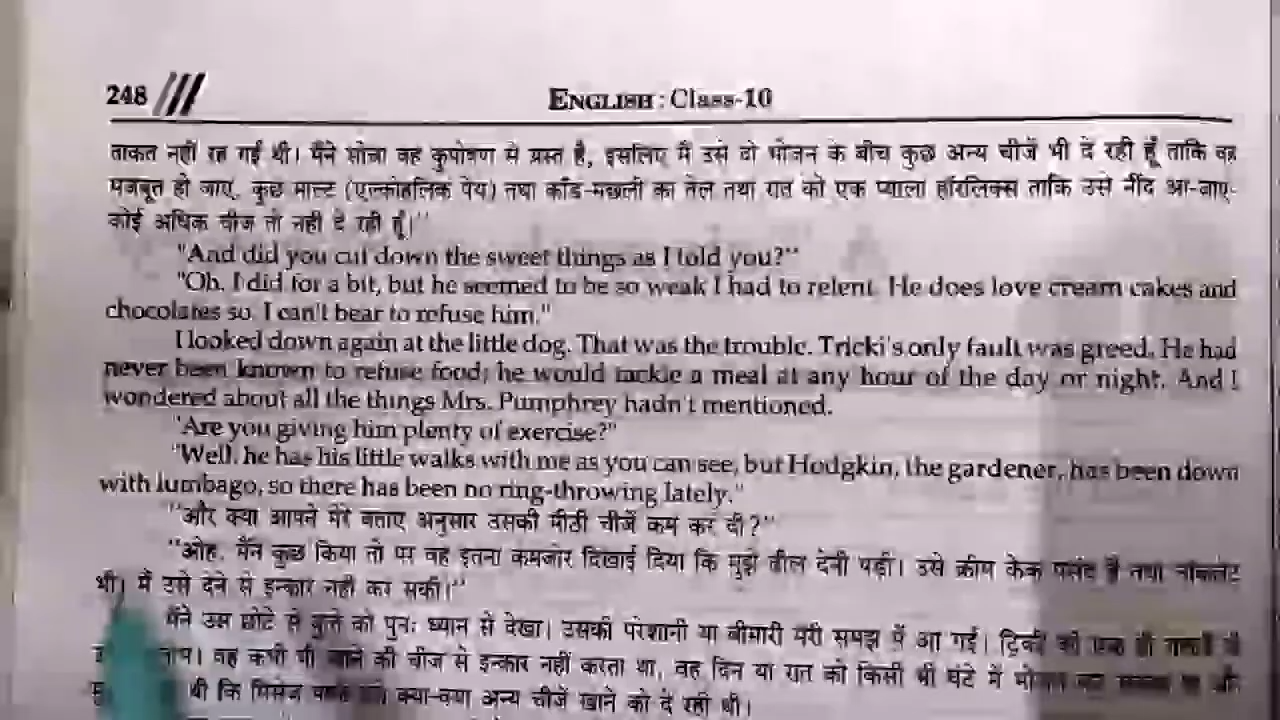 248
ENGLISH : Class-10
ताकत नहीं रह गई थी। मैंने सोचा वह कुपोषण से ग्रस्त है, इसलिए मैं उसे दो भोजन के बीच कुछ अन्य चीजें भी दे रही हूँ ताकि वह
मजबूत हो जाए, कुछ माल्ट (एल्कोहलिक पेय) तथा कॉड-मछली का तेल तथा रात को एक प्याला हॉरलिक्स ताकि उसे नींद आ-जाए-
कोई अधिक चीज तो नहीं दे रही हूँ।"
"And did you cut down the sweet things as I told you?"
"Oh, I did for a bit, but he seemed to be so weak I had to relent. He does love cream cakes and
chocolates so. I can't bear to refuse him."
I looked down again at the little dog. That was the trouble. Tricki's only fault was greed. He had
never been known to refuse food; he would tackle a meal at any hour of the day or night. And I
wondered about all the things Mrs. Pumphrey hadn't mentioned.
"Are you giving him plenty of exercise?"
"Well, he has his little walks with me as you can see, but Hodgkin, the gardener, has been down
with lumbago, so there has been no ring-throwing lately."
"और क्या आपने मेरे बताए अनुसार उसकी मीठी चीजें कम कर दी?"
"ओह, मैंने कुछ किया तो पर वह इतना कमजोर दिखाई दिया कि मुझे ढील देनी पड़ी। उसे क्रीम केक पसंद है तथा चॉकलेट
भी। मैं उसे देने से इन्कार नहीं कर सकी।"
मैंने उस छोटे से कुत्ते को पुनः ध्यान से देखा। उसकी परेशानी या बीमारी मेरी समझ में आ गई। ट्रिकी
वह कभी भी खाने की चीज से इन्कार नहीं करता था, वह दिन या रात को किसी भी घंटे में
थी कि मिसेज क्या-क्या अन्य चीजें खाने को दे रही थी।